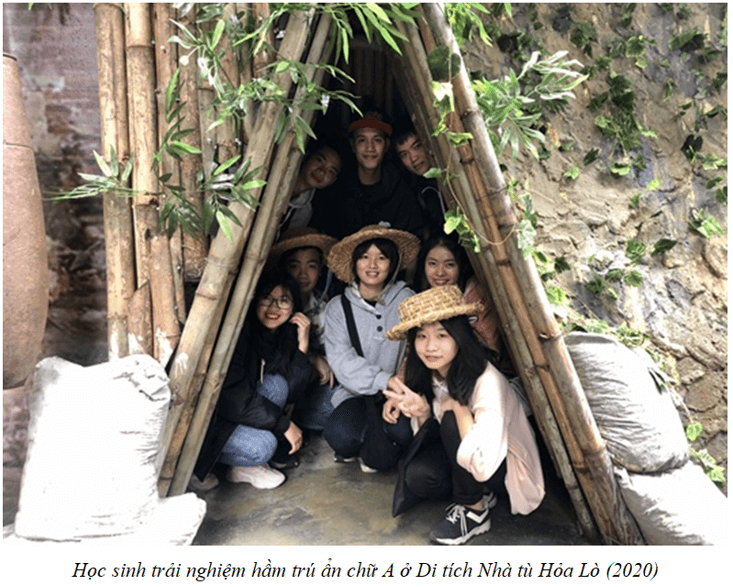 Học sinh trải nghiệm hầm trú ẩn chữ A ở Di tích Nhà tù Hỏa Lò (2020)